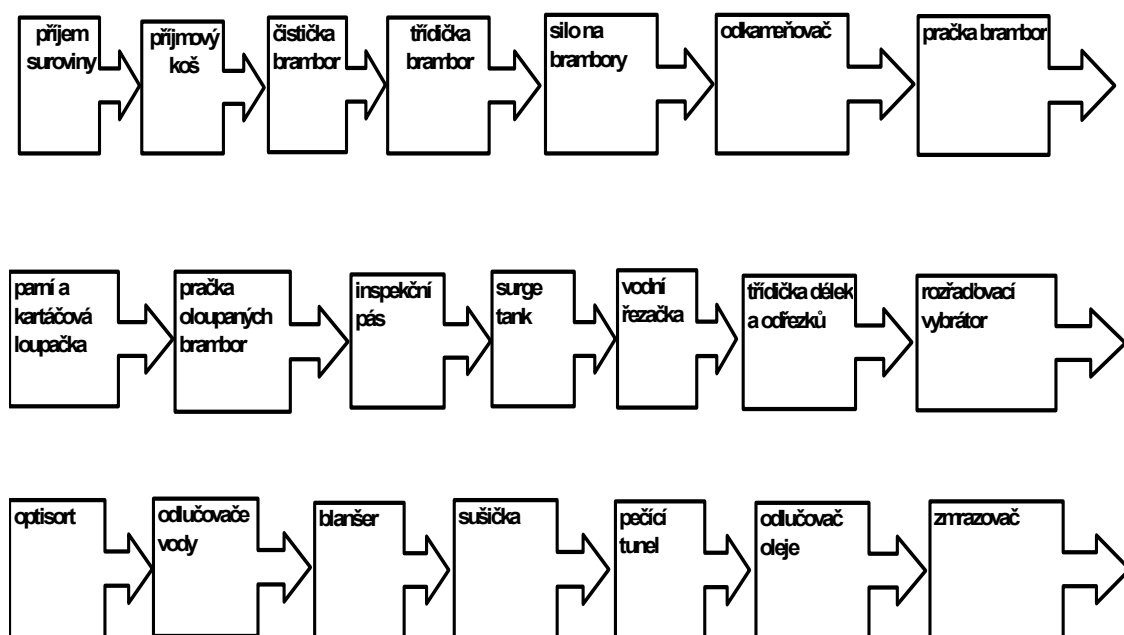 příjem
suroviny
příjmový
koš
čistička
brambor
třídička
brambor
silo na
brambory
odkameňovač
pračka brambor
parní a
kartáčová
loupačka
pračka
oloupaných
brambor
inspekční
pás
surge
tank
vodní
řezačka
třídička délek
a odřezků
rozřaďovací
vybrátor
optisort
odlučovače
vody
blanšer
sušička
pečící
tunel
odlučovač
oleje
zmrazovač